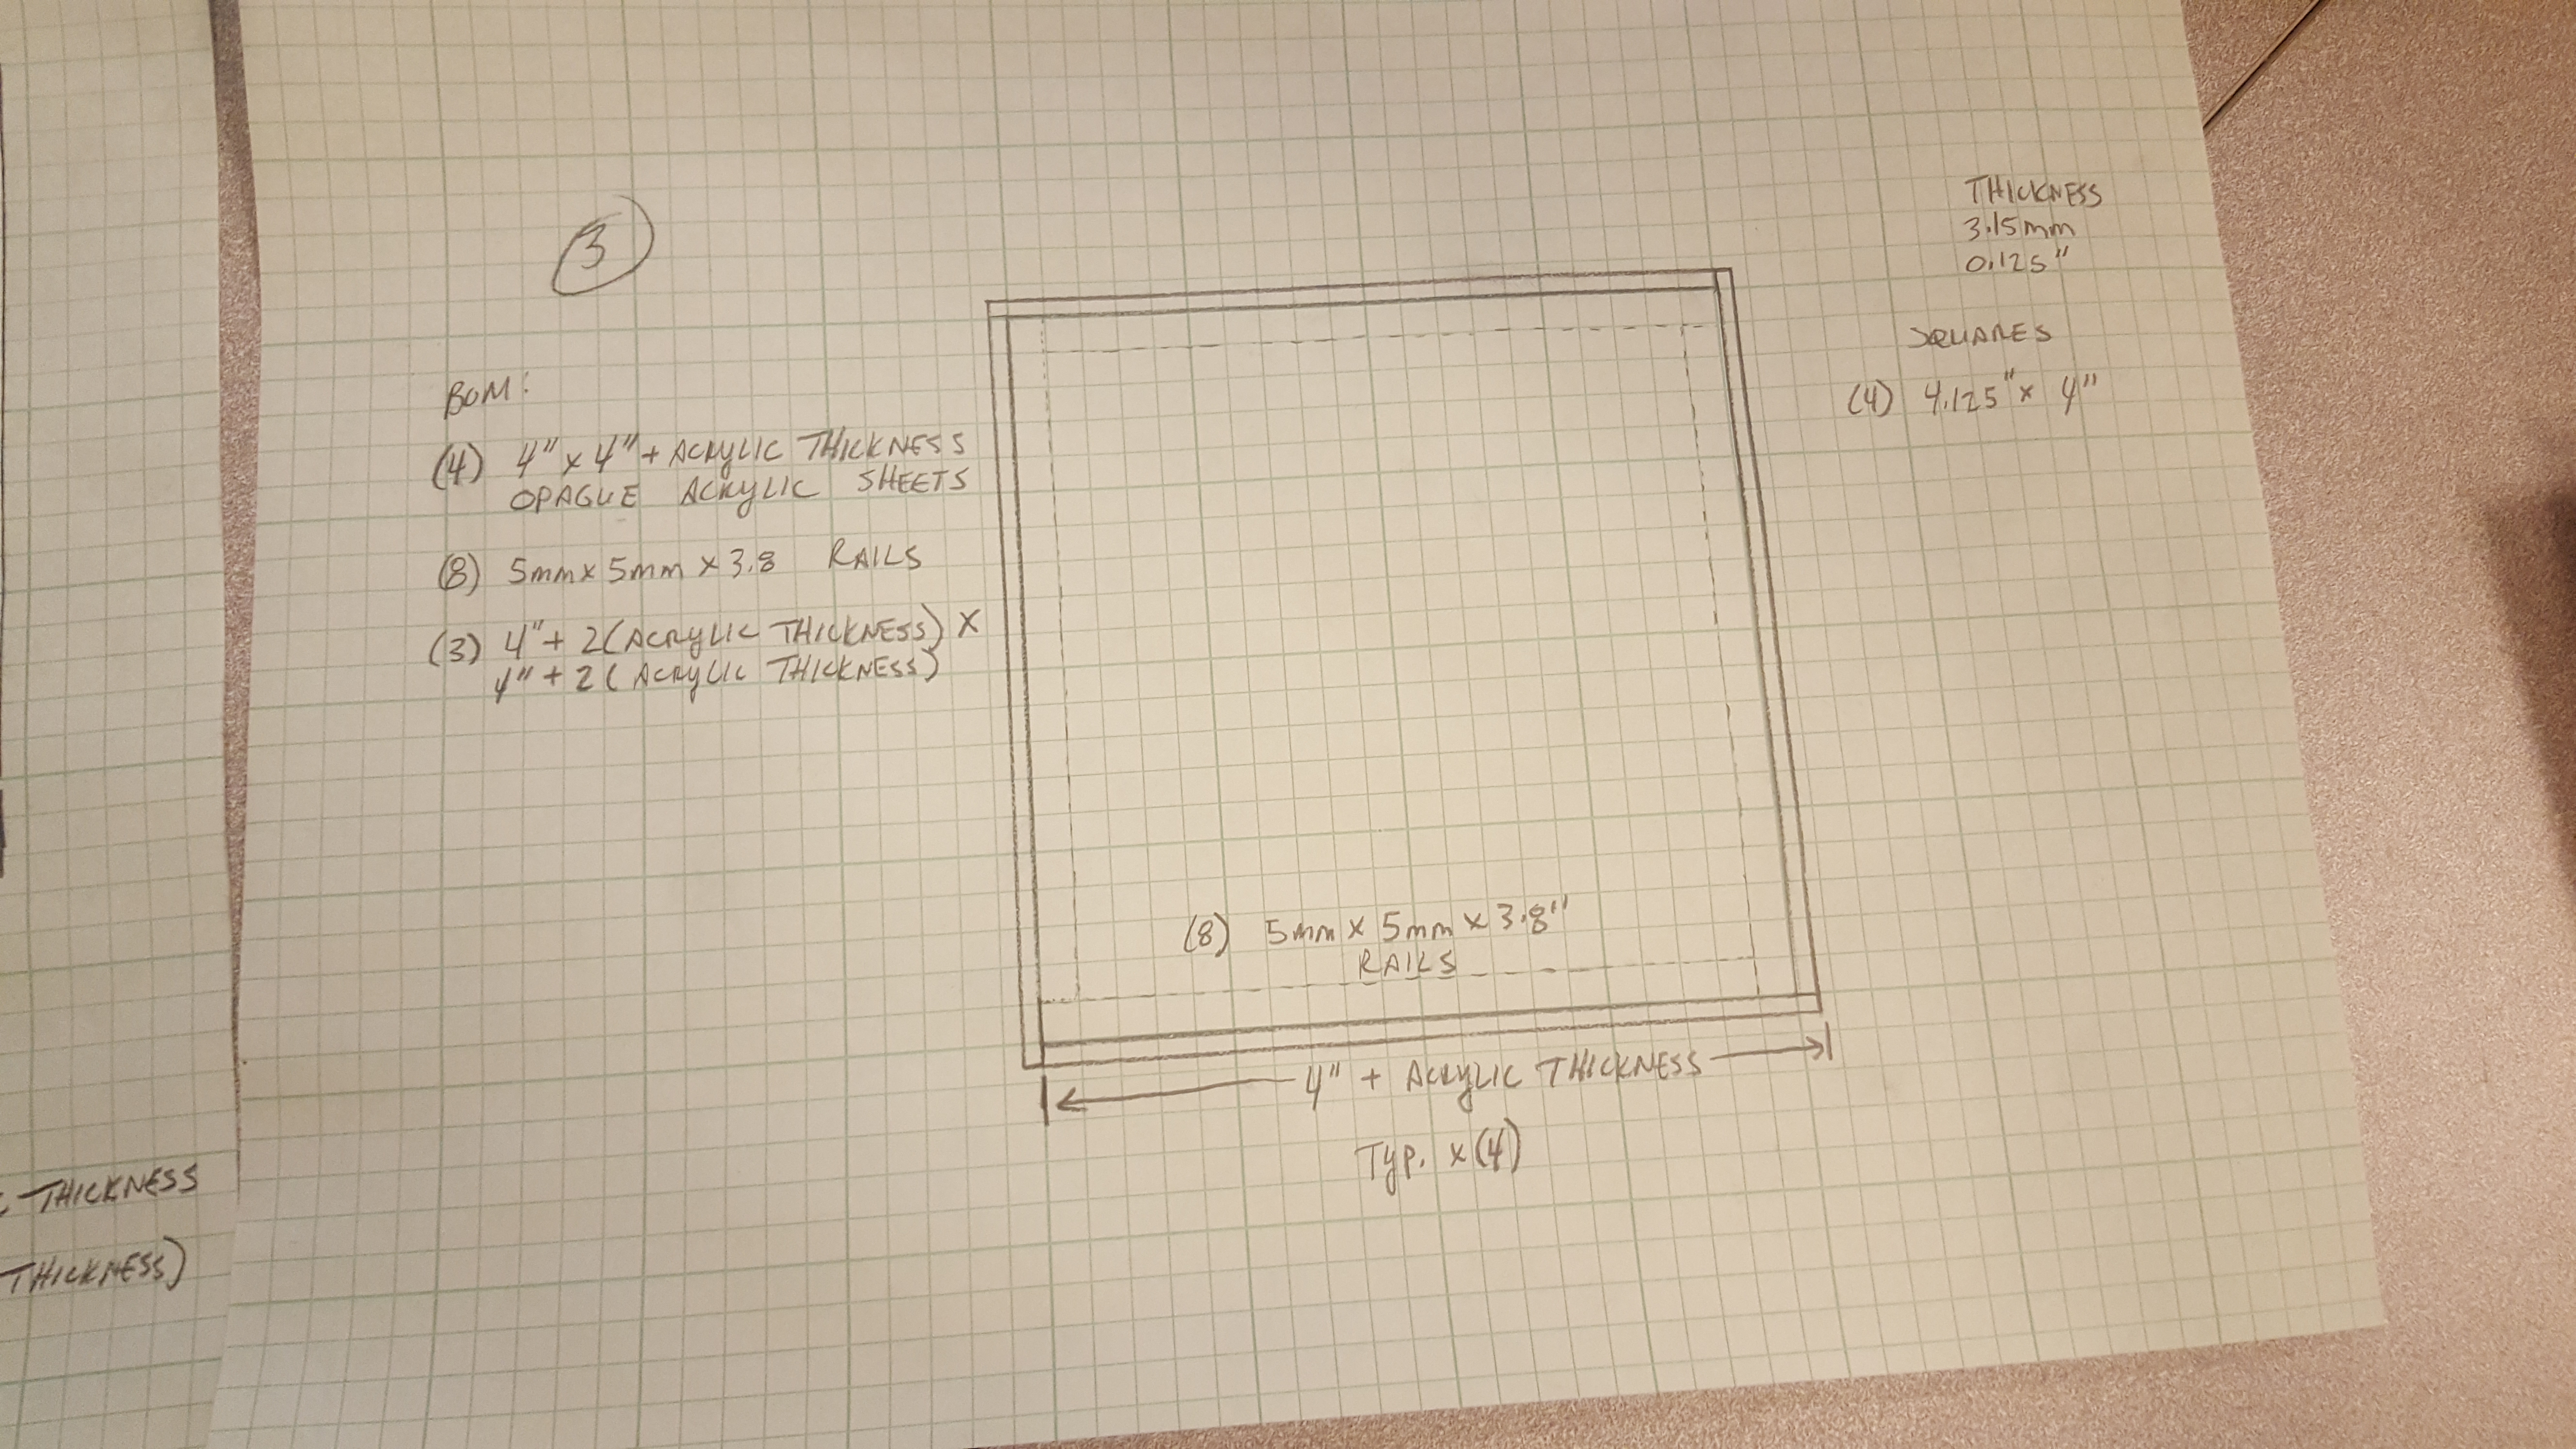 3
BOM:
(4) 4" x 4" + ACRYLIC THICKNESS
OPAGUE ACRYLIC SHEETS
(8) 5mm x 5mm x 3.8 RAILS
(3) 4" + 2(ACRYLIC THICKNESS) X
4" + 2(ACRYLIC THICKNESS)
THICKNESS
3.15mm
0.125"
SQUARES
(4) 4.125" x 4"
(8) 5mm x 5mm x 3.8"
RAILS
4" + ACRYLIC THICKNESS
TYP. x(4)
THICKNESS
THICKNESS)